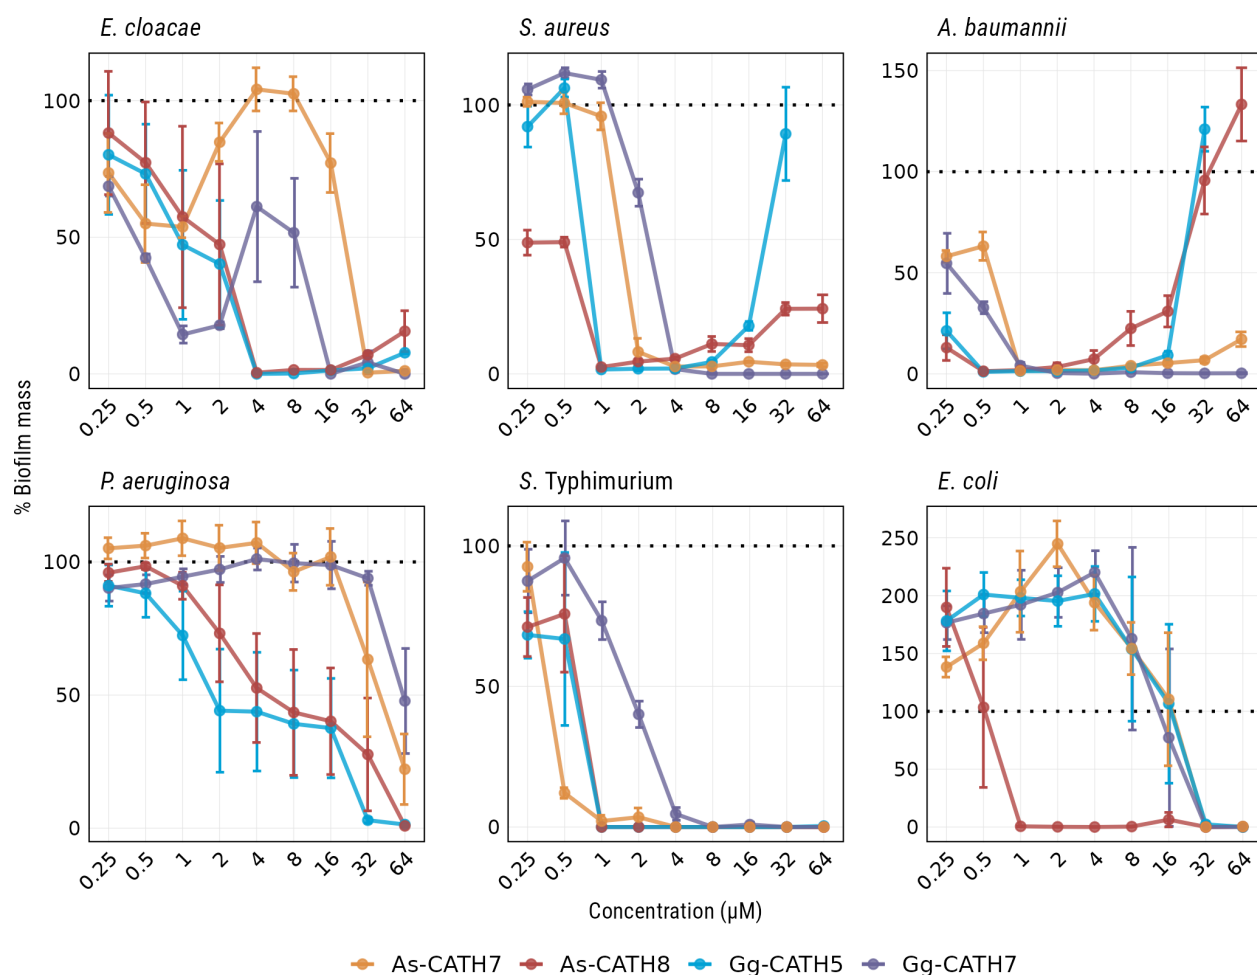 E. cloacae
S. aureus
A. baumannii
100
50
0
0.25 0.5 1 2 4 8 16 32 64
100
50
0
0.25 0.5 1 2 4 8 16 32 64
150
100
50
0
0.25 0.5 1 2 4 8 16 32 64
% Biofilm mass
P. aeruginosa
S. Typhimurium
E. coli
100
50
0
0.25 0.5 1 2 4 8 16 32 64
100
50
0
0.25 0.5 1 2 4 8 16 32 64
250
200
150
100
50
0
0.25 0.5 1 2 4 8 16 32 64
Concentration (µM)
As-CATH7 As-CATH8 Gg-CATH5 Gg-CATH7